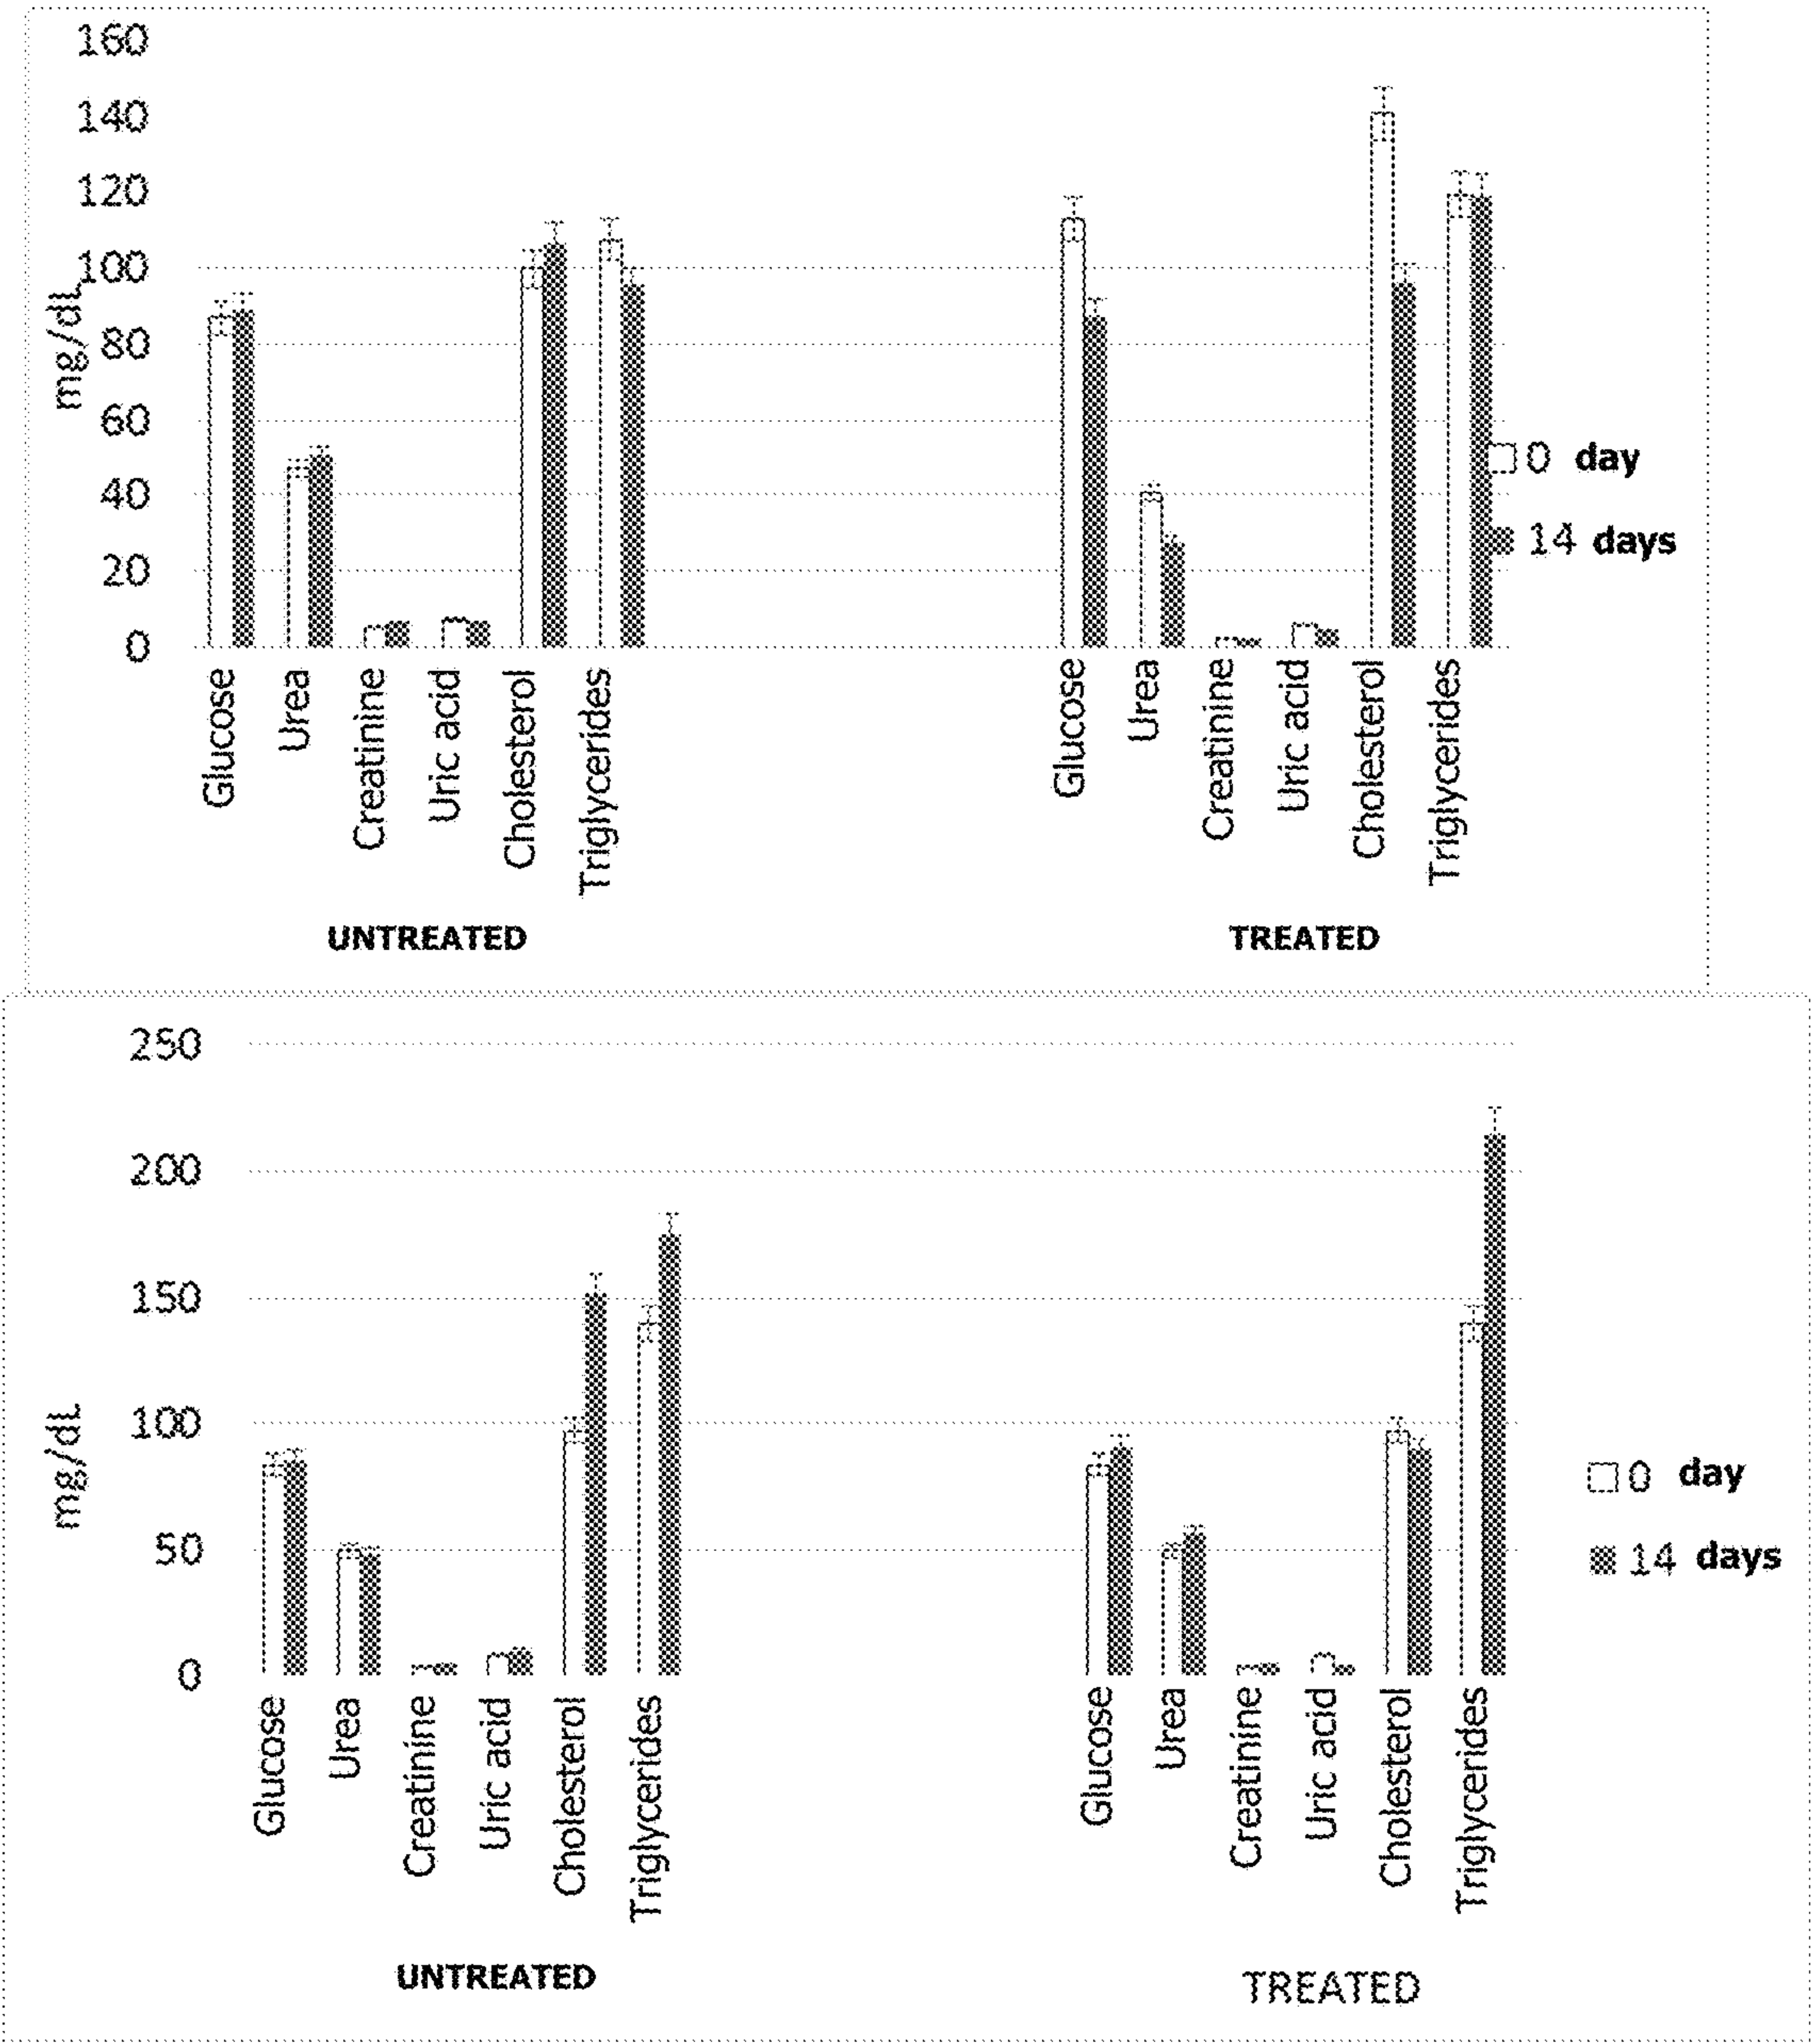 160
140
120
100
80
60
40
20
0
mg/dL
0 day
14 days
Glucose
Urea
Creatinine
Uric acid
Cholesterol
Triglycerides
Glucose
Urea
Creatinine
Uric acid
Cholesterol
Triglycerides
UNTREATED
TREATED
250
200
150
100
50
0
mg/dL
0 day
14 days
Glucose
Urea
Creatinine
Uric acid
Cholesterol
Triglycerides
Glucose
Urea
Creatinine
Uric acid
Cholesterol
Triglycerides
UNTREATED
TREATED